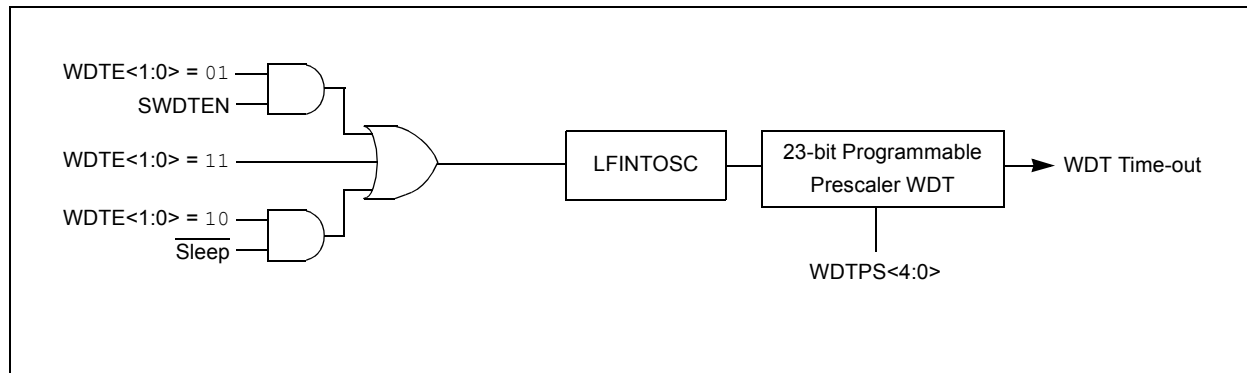 WDTE<1:0> = 01
SWDTEN
WDTE<1:0> = 11
WDTE<1:0> = 10
Sleep
LFINTOSC
23-bit Programmable
Prescaler WDT
WDT Time-out
WDTPS<4:0>